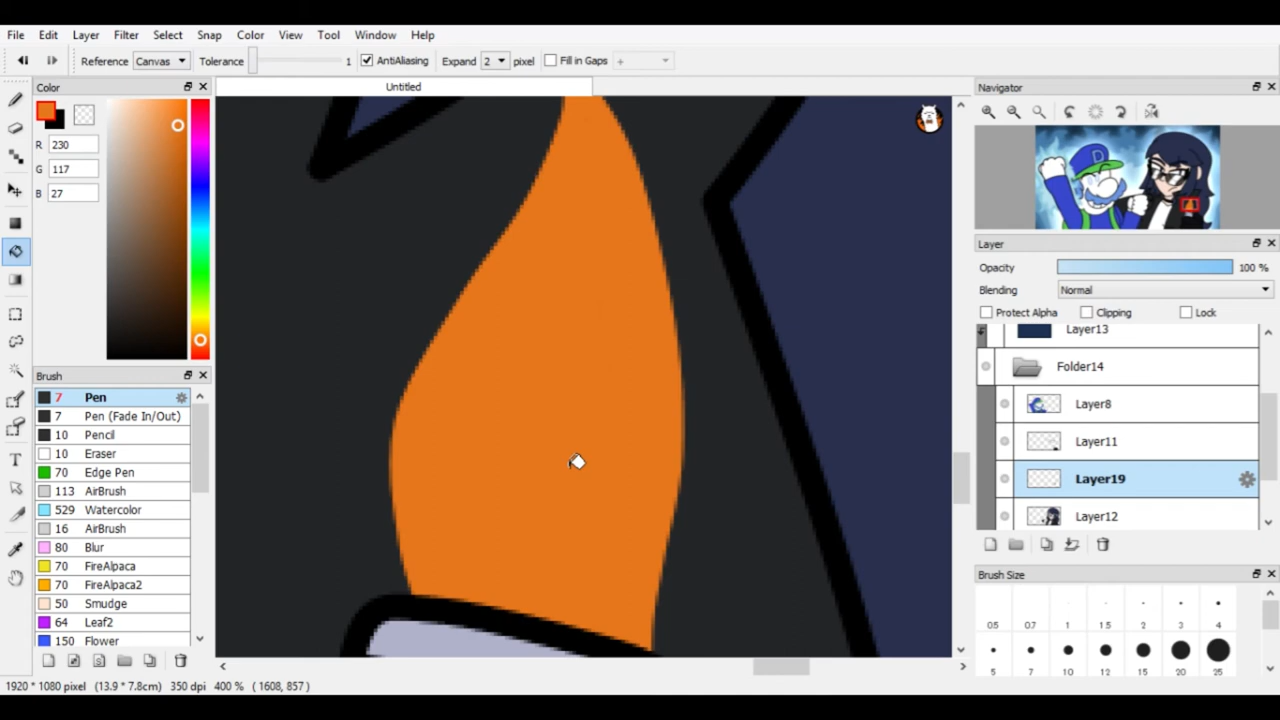 File Edit Layer Filter Select Snap Color View Tool Window Help
Reference Canvas Tolerance 1 AntiAliasing Expand 2 pixel Fill in Gaps +
Color
Untitled
Navigator
R 230
G 117
B 27
D
Layer
Opacity 100 %
Blending Normal
Protect Alpha Clipping Lock
Layer13
Folder14
Layer8
Layer11
Layer19
Layer12
Brush
7 Pen
7 Pen (Fade In/Out)
10 Pencil
10 Eraser
70 Edge Pen
113 AirBrush
529 Watercolor
16 AirBrush
80 Blur
70 FireAlpaca
70 FireAlpaca2
50 Smudge
64 Leaf2
150 Flower
Brush Size
05 07 1 1.5 2 3 4
5 7 10 12 15 20 25
1920 * 1080 pixel (13.9 * 7.8cm) 350 dpi 400 % ( 1608, 857 )